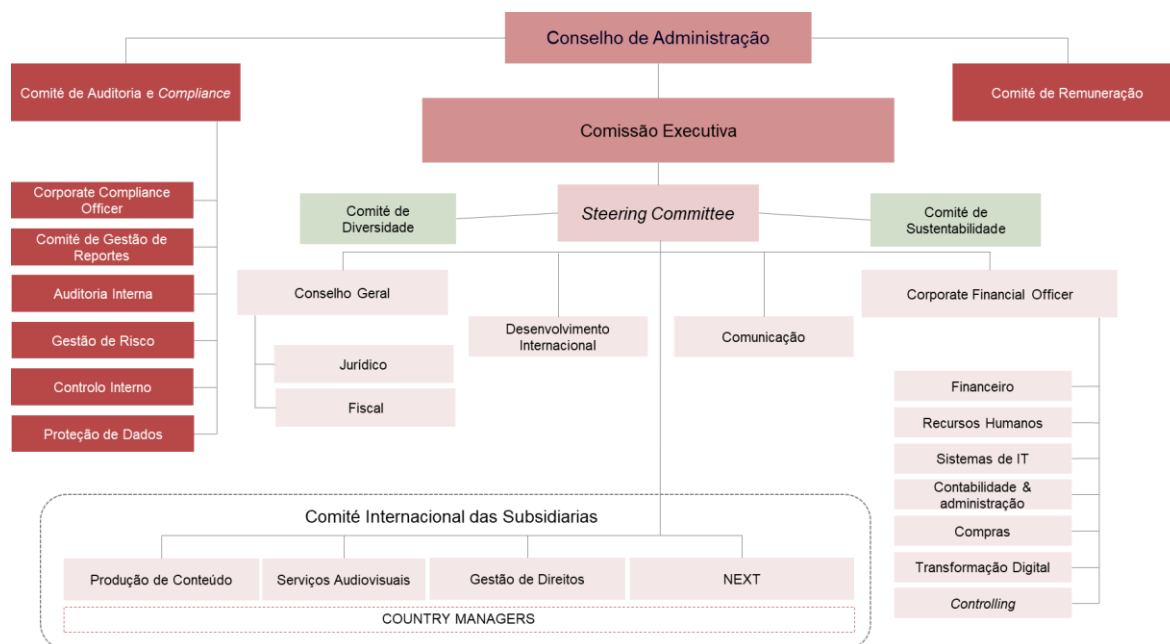 Conselho de Administração
Comité de Auditoria e Compliance
Comité de Remuneração
Comissão Executiva
Corporate Compliance
Officer
Comité de Gestão de
Reportes
Auditoria Interna
Gestão de Risco
Controlo Interno
Proteção de Dados
Comité de
Diversidade
Steering Committee
Comité de
Sustentabilidade
Conselho Geral
Jurídico
Fiscal
Desenvolvimento
Internacional
Comunicação
Corporate Financial Officer
Financeiro
Recursos Humanos
Sistemas de IT
Contabilidade &
administração
Compras
Transformação Digital
Controlling
Comité Internacional das Subsidiarias
Produção de Conteúdo
Serviços Audiovisuais
Gestão de Direitos
NEXT
COUNTRY MANAGERS